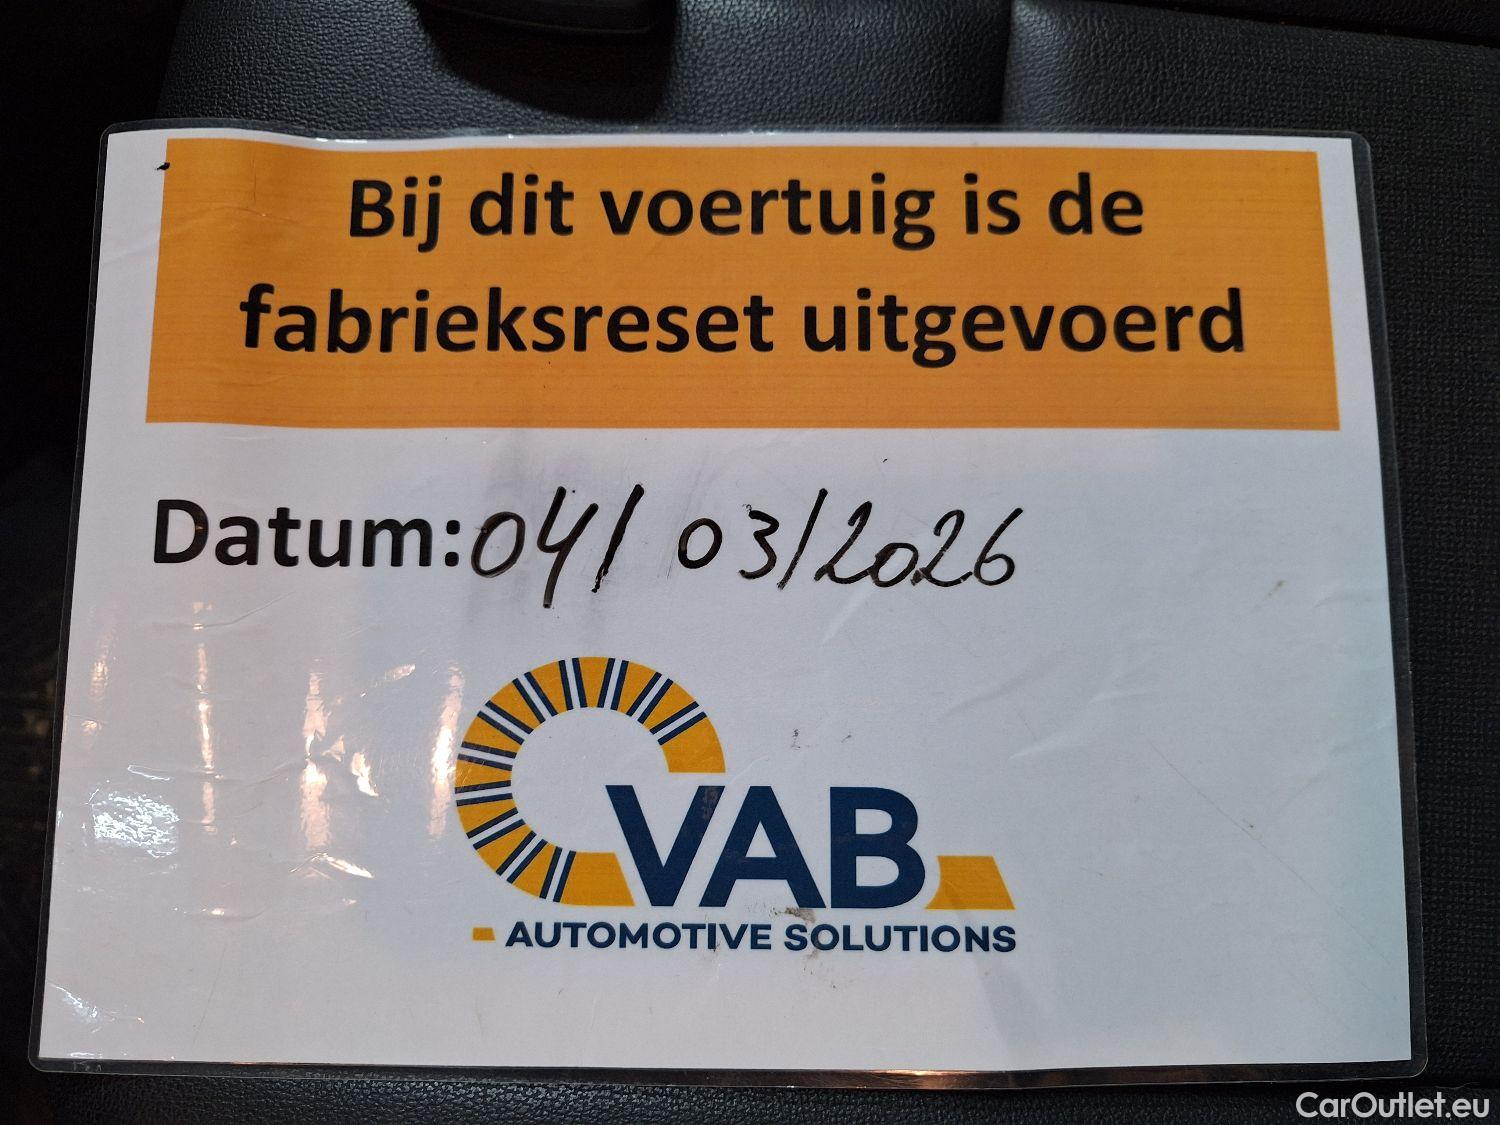 Bij dit voertuig is de
fabrieksreset uitgevoerd
Datum: 04/03/2026
VAB
AUTOMOTIVE SOLUTIONS
CarOutlet.eu